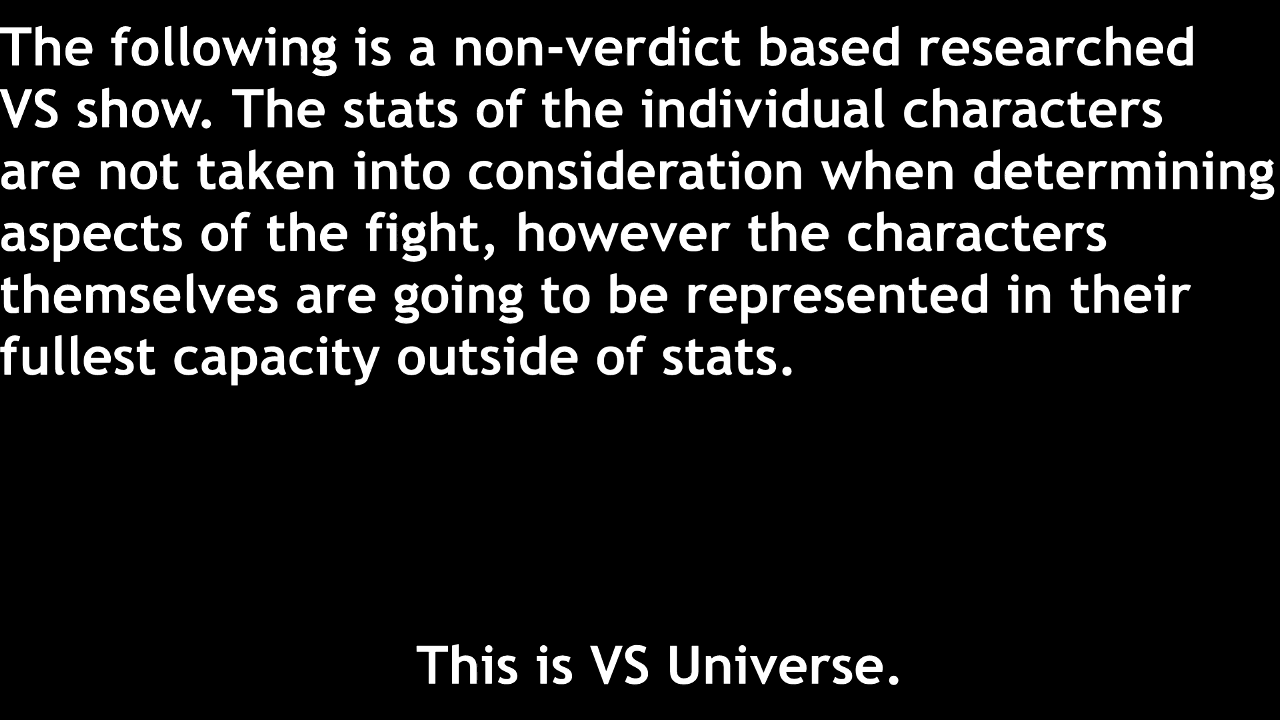 The following is a non-verdict based researched
VS show. The stats of the individual characters
are not taken into consideration when determining
aspects of the fight, however the characters
themselves are going to be represented in their
fullest capacity outside of stats.
This is VS Universe.